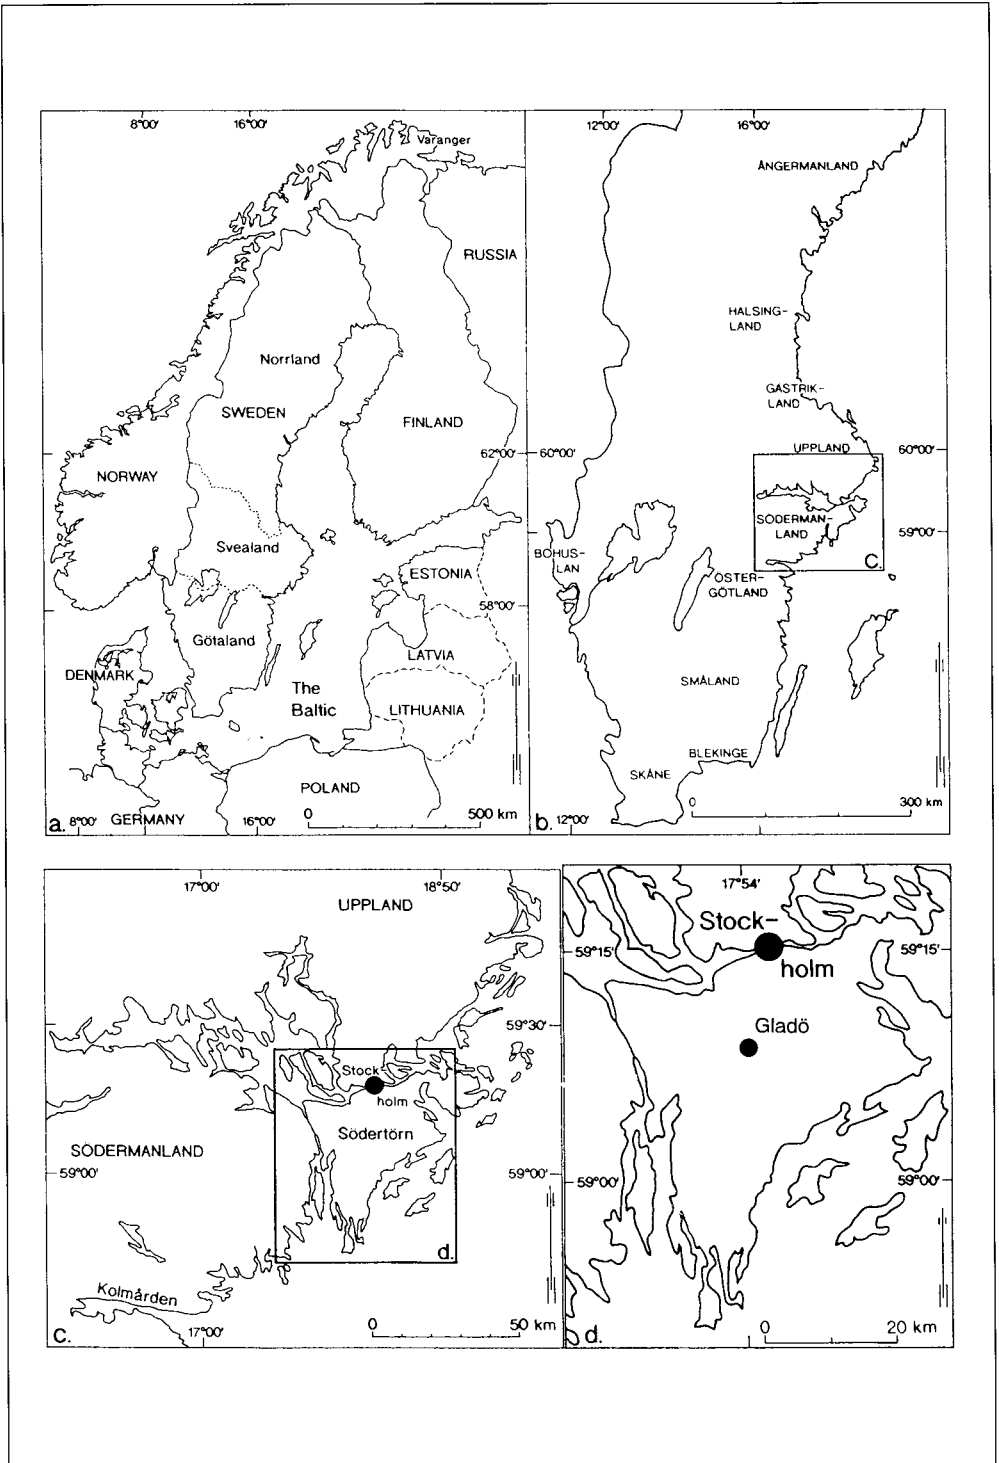 8°00'
16°00'
Varanger
RUSSIA
Norrland
SWEDEN
FINLAND
62°00'
NORWAY
Svealand
ESTONIA
58°00'
Götaland
LATVIA
DENMARK
The
Baltic
LITHUANIA
POLAND
0 500 km
GERMANY
a.
8°00'
16°00'
12°00'
16°00'
ÅNGERMANLAND
HALSING-
LAND
GÄSTRIK-
LAND
UPPLAND
60°00'
60°00'
SÖDERMAN-
LAND
59°00'
C.
BOHUS-
LÄN
ÖSTER-
GÖTLAND
SMÅLAND
BLEKINGE
SKÅNE
0 300 km
b.
12°00'
17°00'
18°50'
UPPLAND
59°30'
Stock
holm
Södertörn
SÖDERMANLAND
59°00'
59°00'
d.
Kolmården
C.
17°00'
0 50 km
17°54'
Stock-
holm
59°15'
59°15'
Gladö
59°00'
59°00'
d.
0 20 km